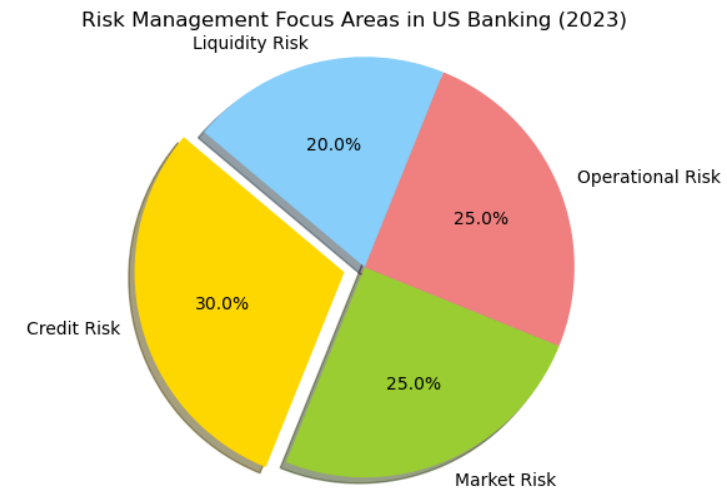 Risk Management Focus Areas in US Banking (2023)
Liquidity Risk
20.0%
Operational Risk
25.0%
30.0%
Credit Risk
25.0%
Market Risk